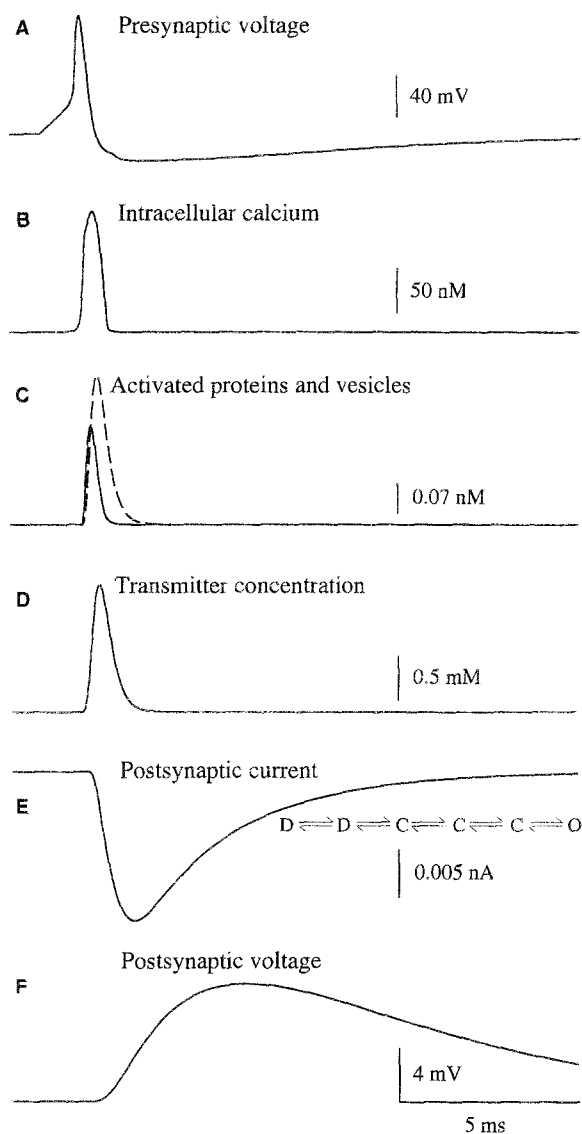 A Presynaptic voltage
40 mV
B Intracellular calcium
50 nM
C Activated proteins and vesicles
0.07 nM
D Transmitter concentration
0.5 mM
Postsynaptic current
E
D ⇌ D ⇌ C ⇌ C ⇌ C ⇌ O
0.005 nA
Postsynaptic voltage
F
4 mV
5 ms